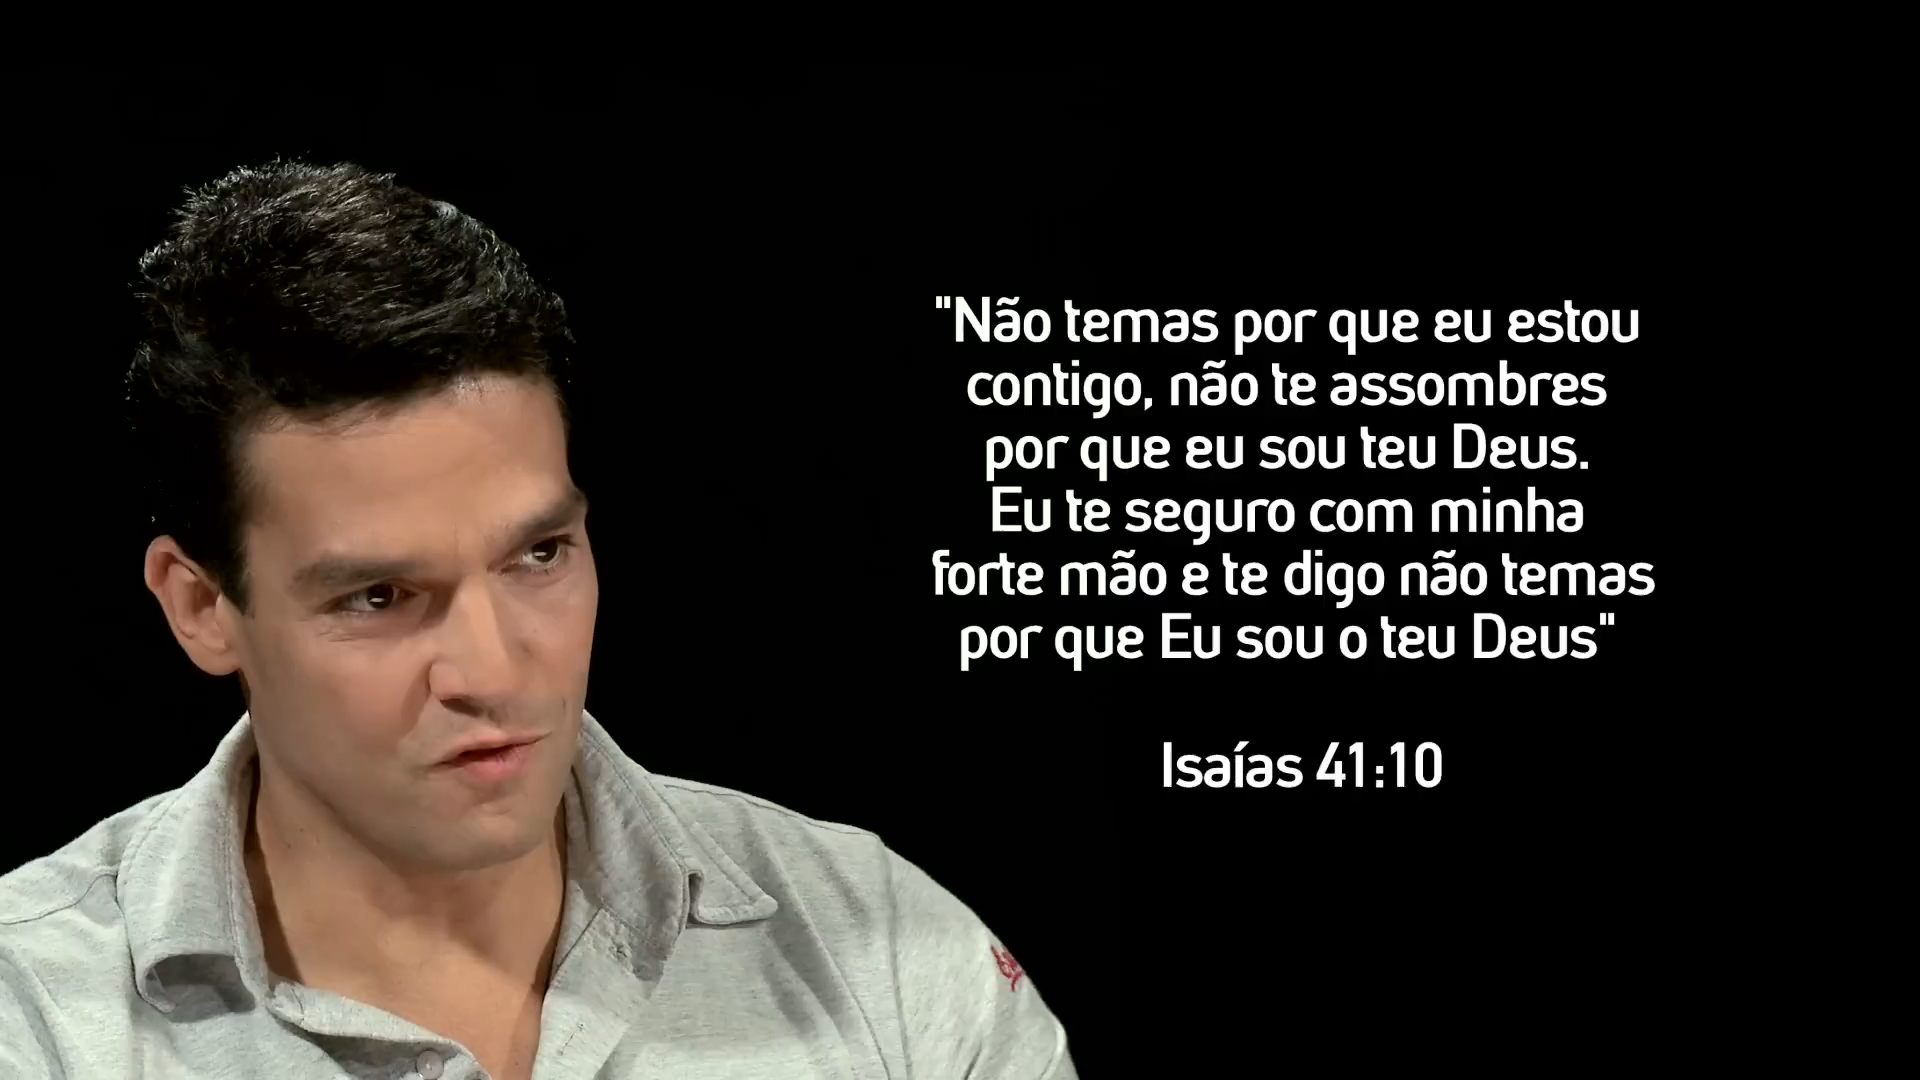 "Não temas por que eu estou
contigo, não te assombres
por que eu sou teu Deus.
Eu te seguro com minha
forte mão e te digo não temas
por que Eu sou o teu Deus"
Isaías 41:10